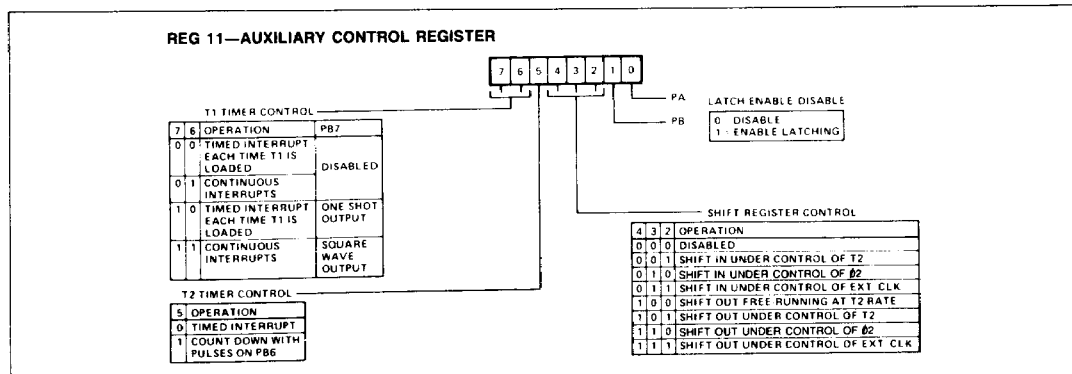 REG 11—AUXILIARY CONTROL REGISTER
7 6 5 4 3 2 1 0
PA
PB
LATCH ENABLE DISABLE
0 DISABLE
1 = ENABLE LATCHING
T1 TIMER CONTROL
7 6 OPERATION PB7
0 0 TIMED INTERRUPT
EACH TIME T1 IS
LOADED
DISABLED
0 1 CONTINUOUS
INTERRUPTS
1 0 TIMED INTERRUPT ONE SHOT
EACH TIME T1 IS OUTPUT
LOADED
1 1 CONTINUOUS SQUARE
INTERRUPTS WAVE
OUTPUT
T2 TIMER CONTROL
5 OPERATION
0 TIMED INTERRUPT
1 COUNT DOWN WITH
PULSES ON PB6
SHIFT REGISTER CONTROL
4 3 2 OPERATION
0 0 0 DISABLED
0 0 1 SHIFT IN UNDER CONTROL OF T2
0 1 0 SHIFT IN UNDER CONTROL OF Ø2
0 1 1 SHIFT IN UNDER CONTROL OF EXT CLK
1 0 0 SHIFT OUT FREE RUNNING AT T2 RATE
1 0 1 SHIFT OUT UNDER CONTROL OF T2
1 1 0 SHIFT OUT UNDER CONTROL OF Ø2
1 1 1 SHIFT OUT UNDER CONTROL OF EXT CLK